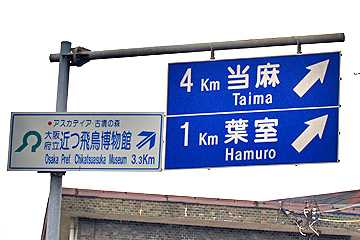 ●アスカディア・古墳の森
大阪府立 近つ飛鳥博物館
Osaka Pref Chikatsuasuka Museum 3.3Km
4 Km 当麻
Taima
1 Km 葉室
Hamuro